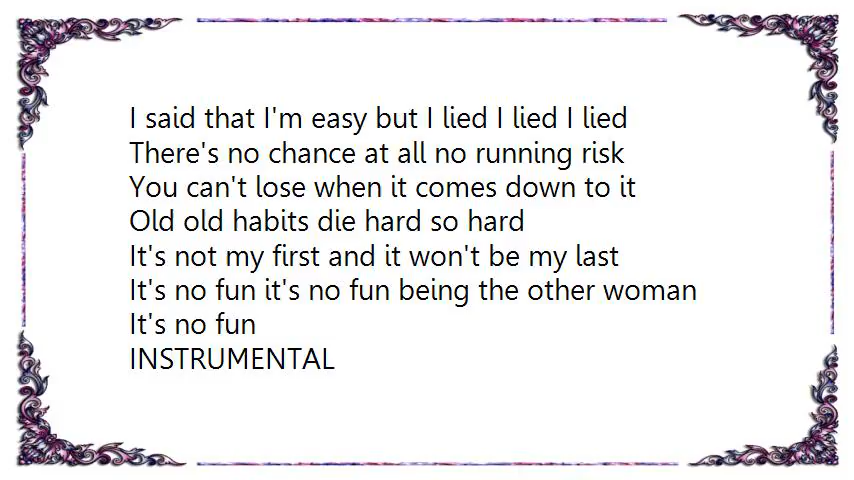 I said that I'm easy but I lied I lied I lied
There's no chance at all no running risk
You can't lose when it comes down to it
Old old habits die hard so hard
It's not my first and it won't be my last
It's no fun it's no fun being the other woman
It's no fun
INSTRUMENTAL